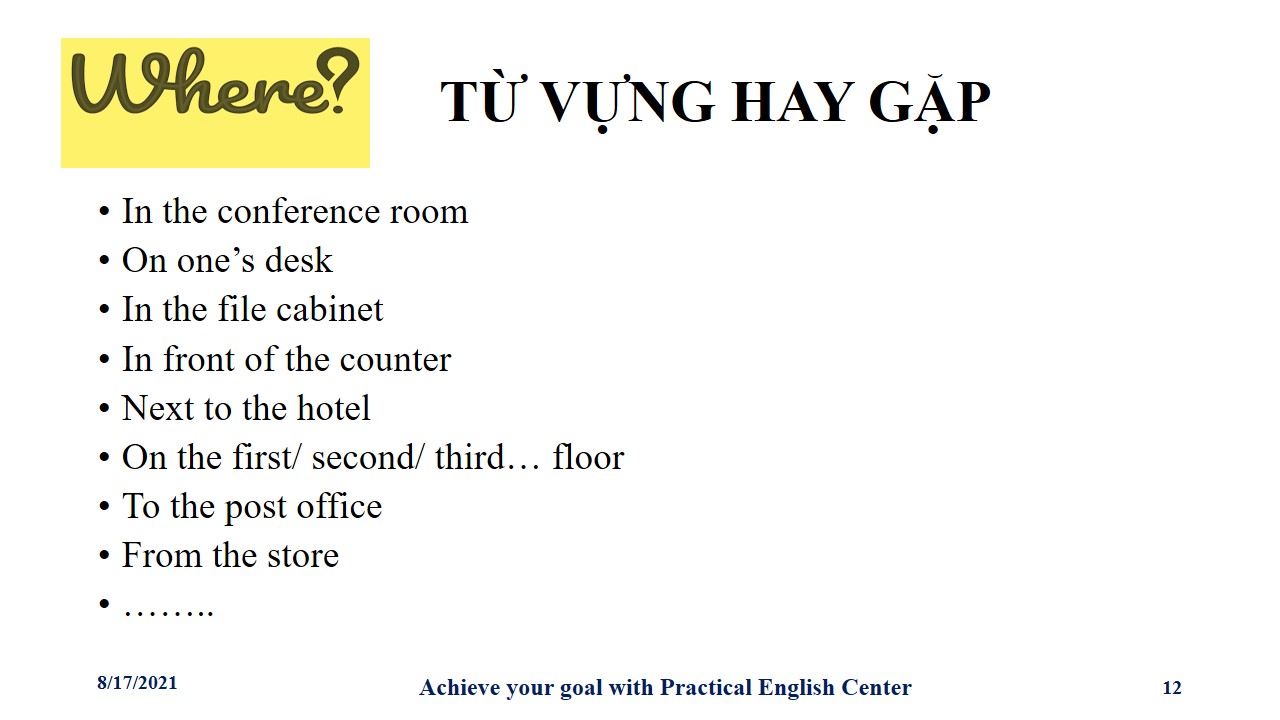 Where?
TỪ VỰNG HAY GẶP
• In the conference room
• On one’s desk
• In the file cabinet
• In front of the counter
• Next to the hotel
• On the first/ second/ third… floor
• To the post office
• From the store
• ……..
8/17/2021
Achieve your goal with Practical English Center
12